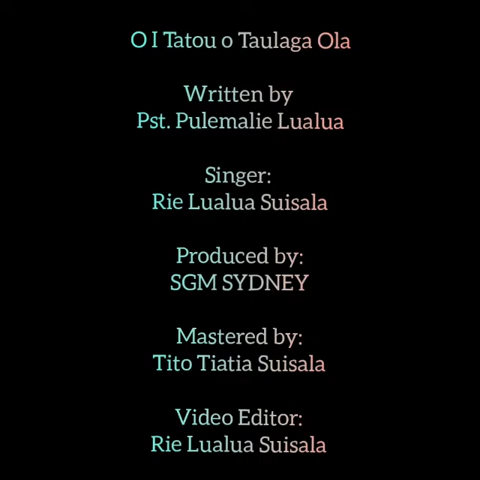 O I Tatou o Taulaga Ola
Written by
Pst. Pulemalie Lualua
Singer:
Rie Lualua Suisala
Produced by:
SGM SYDNEY
Mastered by:
Tito Tiatia Suisala
Video Editor:
Rie Lualua Suisala